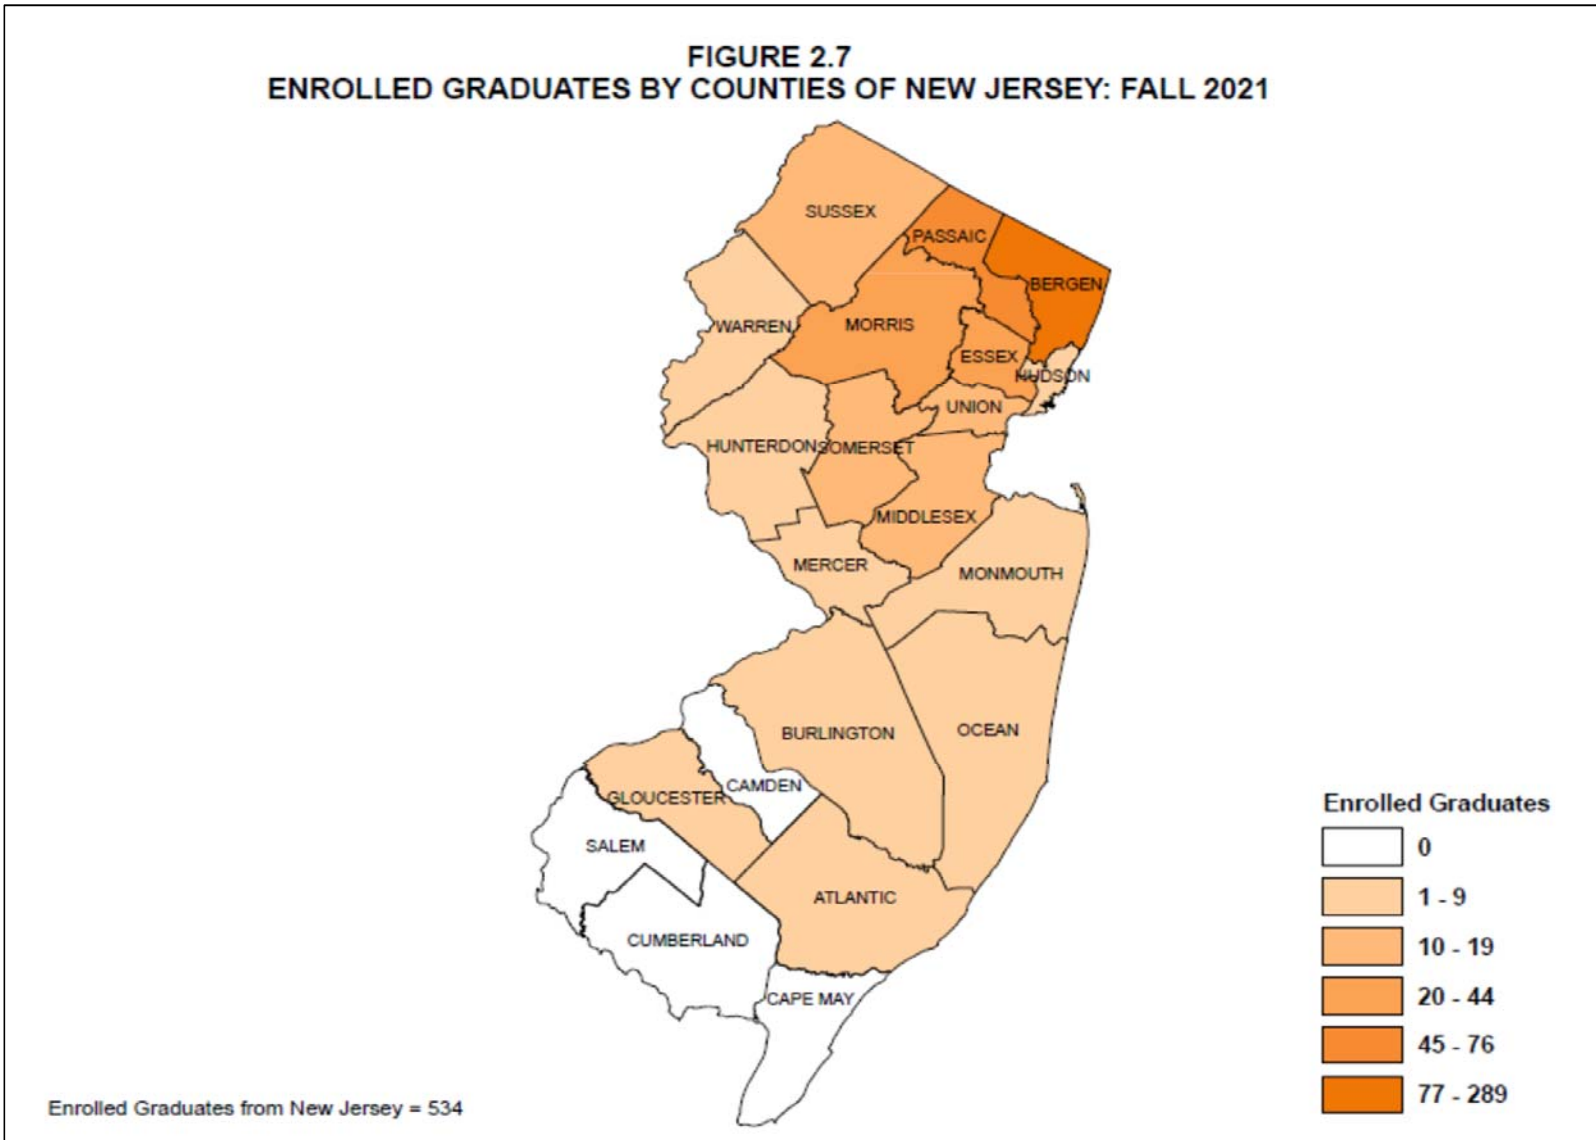 FIGURE 2.7
ENROLLED GRADUATES BY COUNTIES OF NEW JERSEY: FALL 2021
SUSSEX
PASSAIC
BERGEN
WARREN
MORRIS
ESSEX
HUDSON
UNION
HUNTERDON
SOMERSET
MIDDLESEX
MERCER
MONMOUTH
BURLINGTON
OCEAN
CAMDEN
GLOUCESTER
SALEM
ATLANTIC
CUMBERLAND
CAPE MAY
Enrolled Graduates
0
1 - 9
10 - 19
20 - 44
45 - 76
77 - 289
Enrolled Graduates from New Jersey = 534